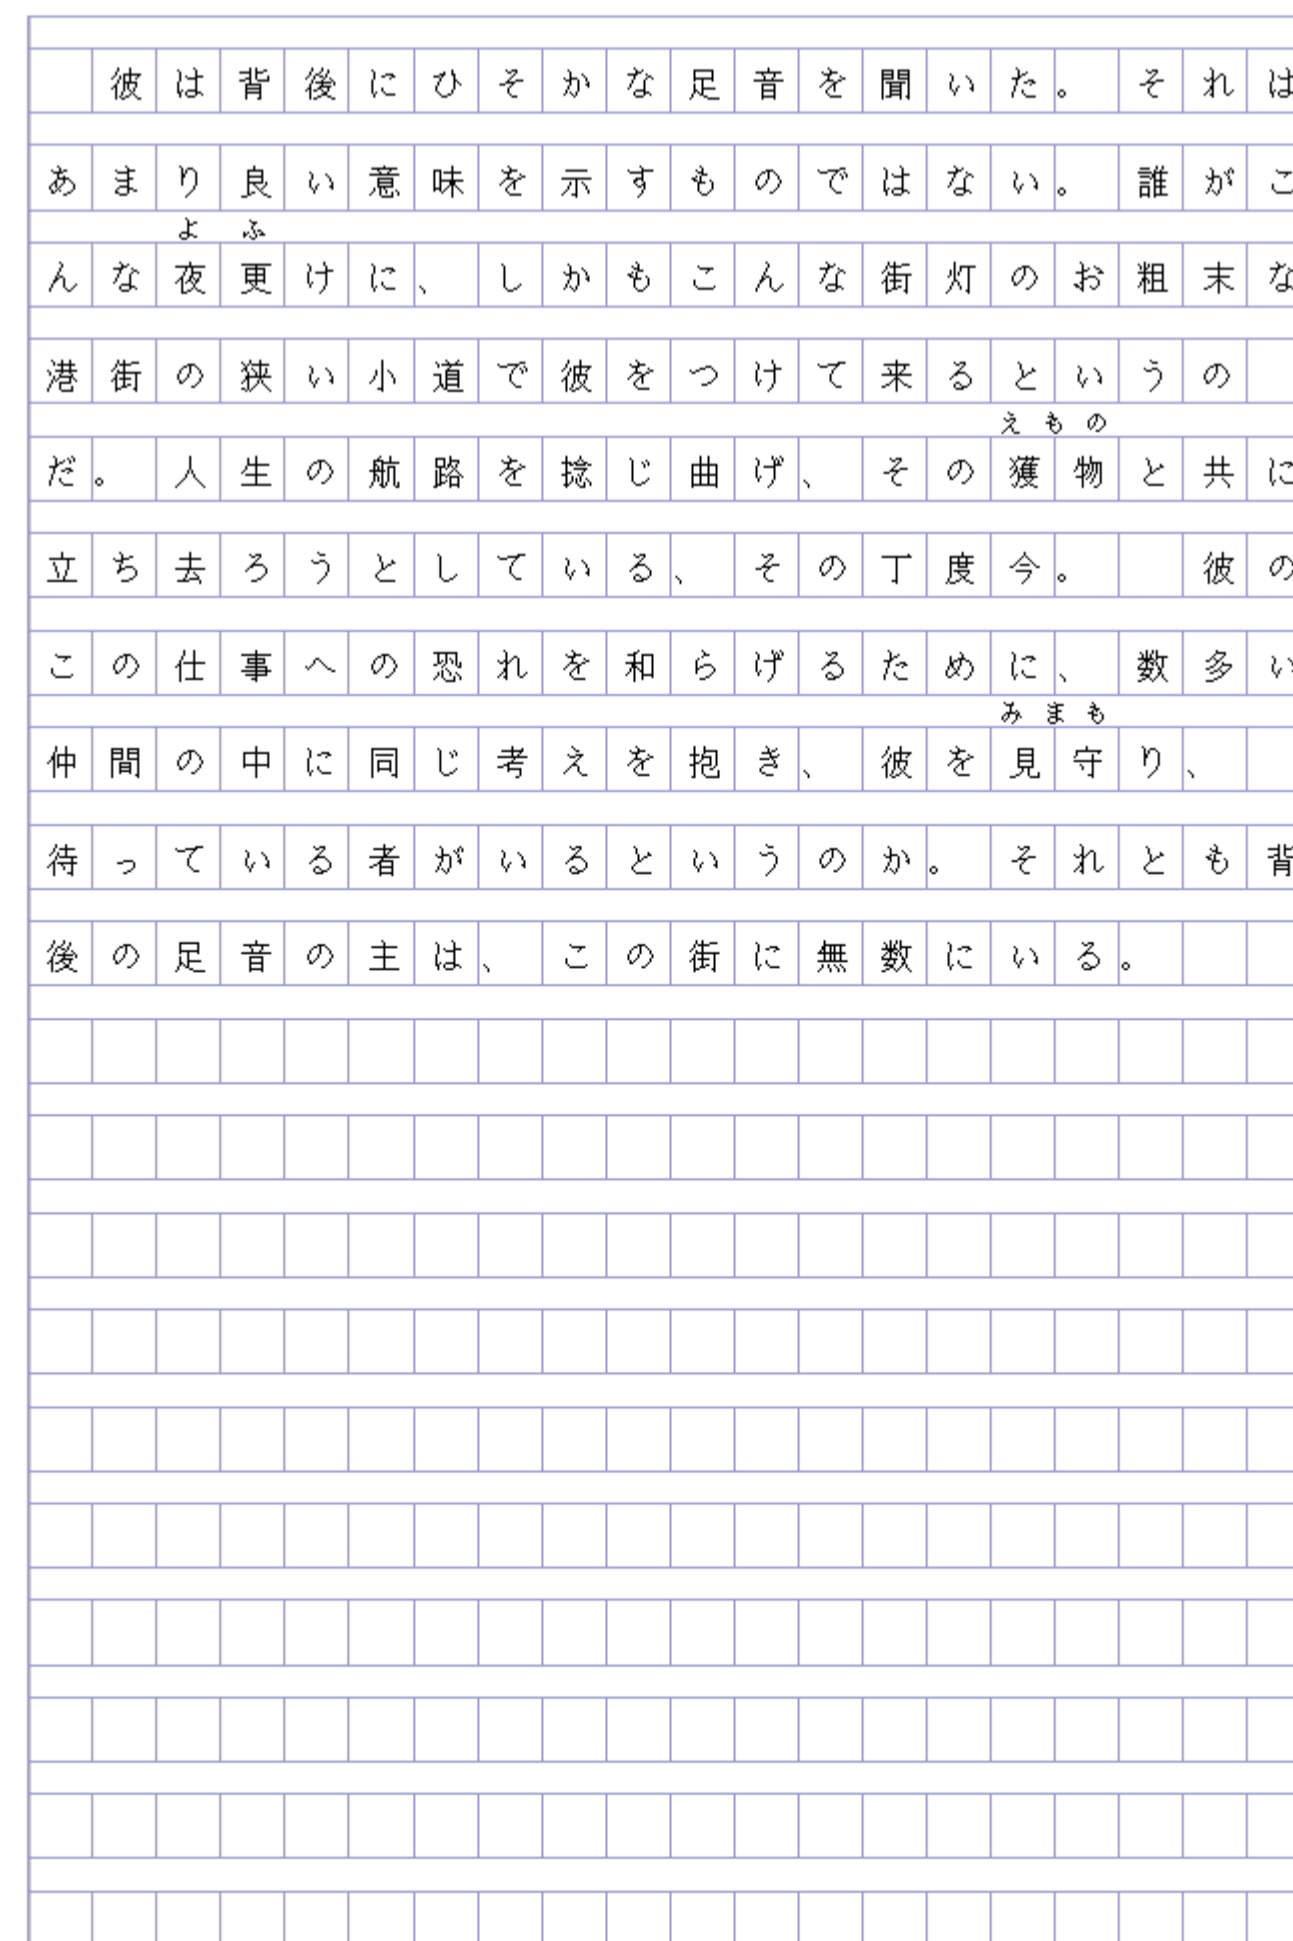 彼は背後にひそかな足音を聞いた。それは
あまり良い意味を示すものではない。誰がこ
よふ
んな夜更けに、しかもこんな街灯のお粗末な
港街の狭い小道で彼をつけて来るというの
えもの
だ。人生の航路を捻じ曲げ、その獲物と共に
立ち去ろうとしている、その丁度今。　彼の
この仕事への恐れを和らげるために、数多い
みまも
仲間の中に同じ考えを抱き、彼を見守り、
待っている者がいるというのか。それとも背
後の足音の主は、この街に無数にいる。